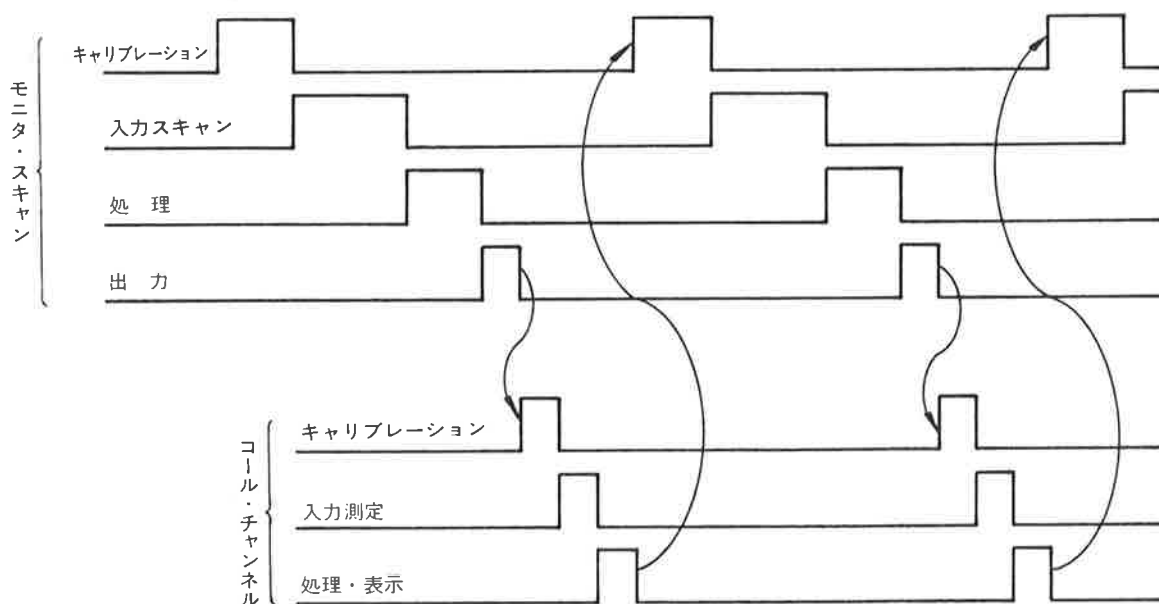 モニタ・スキャン
キャリブレーション
入力スキャン
処 理
出 力
コール・チャンネル
キャリブレーション
入力測定
処理・表示